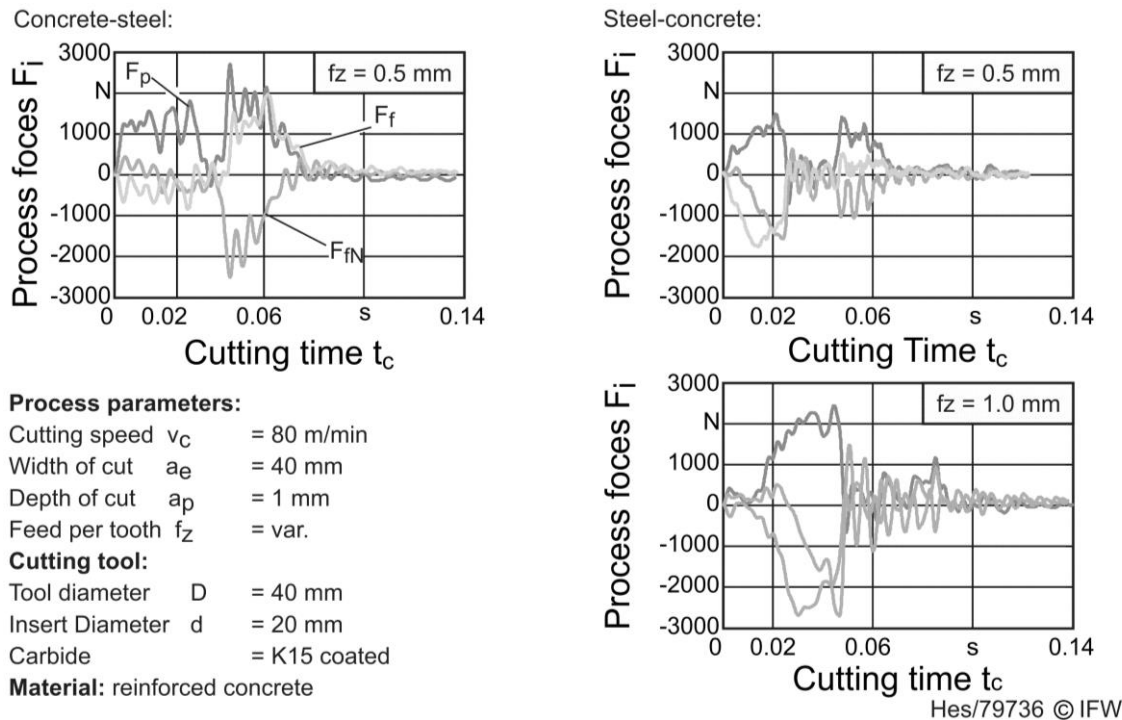 Concrete-steel:
Process foces Fi
3000
N
1000
0
-1000
-2000
-3000
Fp
fz = 0.5 mm
Ff
FfN
0 0.02 0.06 s 0.14
Cutting time tc
Steel-concrete:
Process foces Fi
3000
N
1000
0
-1000
-2000
-3000
fz = 0.5 mm
0 0.02 0.06 s 0.14
Cutting Time tc
Process parameters:
Cutting speed vc = 80 m/min
Width of cut ae = 40 mm
Depth of cut ap = 1 mm
Feed per tooth fz = var.
Cutting tool:
Tool diameter D = 40 mm
Insert Diameter d = 20 mm
Carbide = K15 coated
Material: reinforced concrete
Process foces Fi
3000
N
1000
0
-1000
-2000
-3000
fz = 1.0 mm
0 0.02 0.06 s 0.14
Cutting time tc
Hes/79736 © IFW